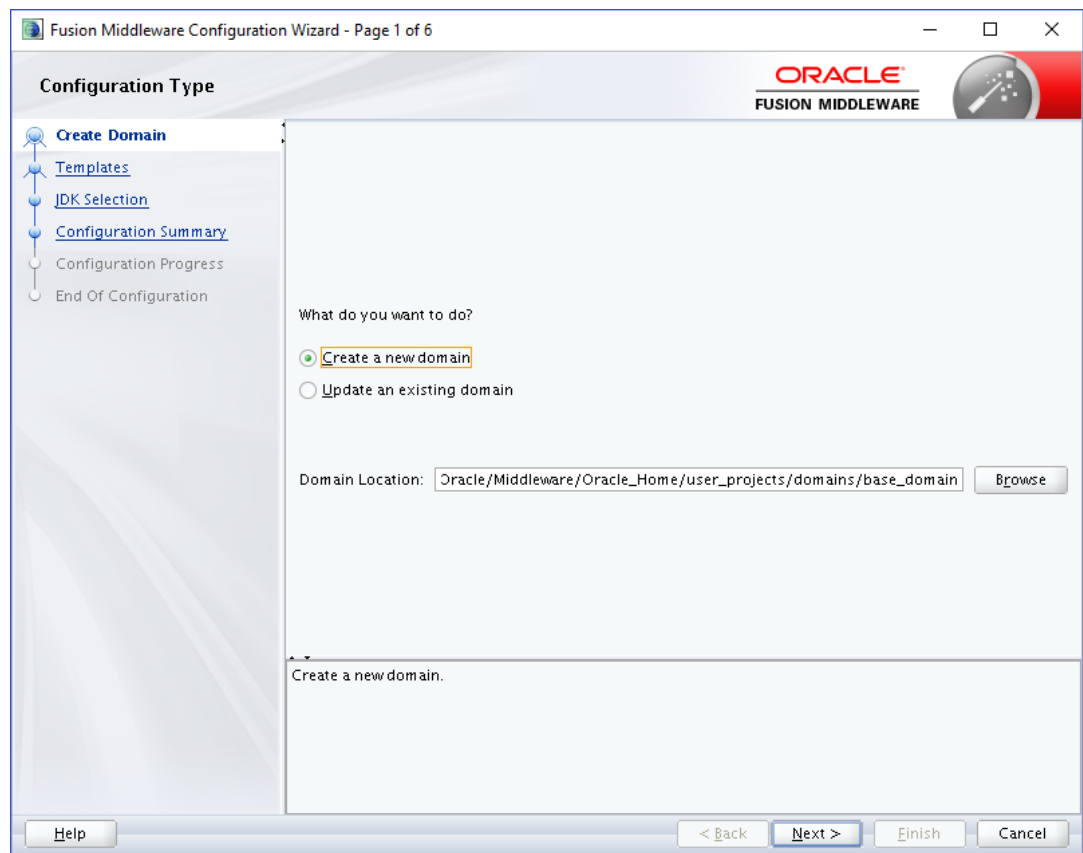 Fusion Middleware Configuration Wizard - Page 1 of 6
Configuration Type
ORACLE
FUSION MIDDLEWARE
Create Domain
Templates
JDK Selection
Configuration Summary
Configuration Progress
End Of Configuration
What do you want to do?
Create a new domain
Update an existing domain
Domain Location: Oracle/Middleware/Oracle_Home/user_projects/domains/base_domain Browse
Create a new domain.
Help < Back Next > Finish Cancel